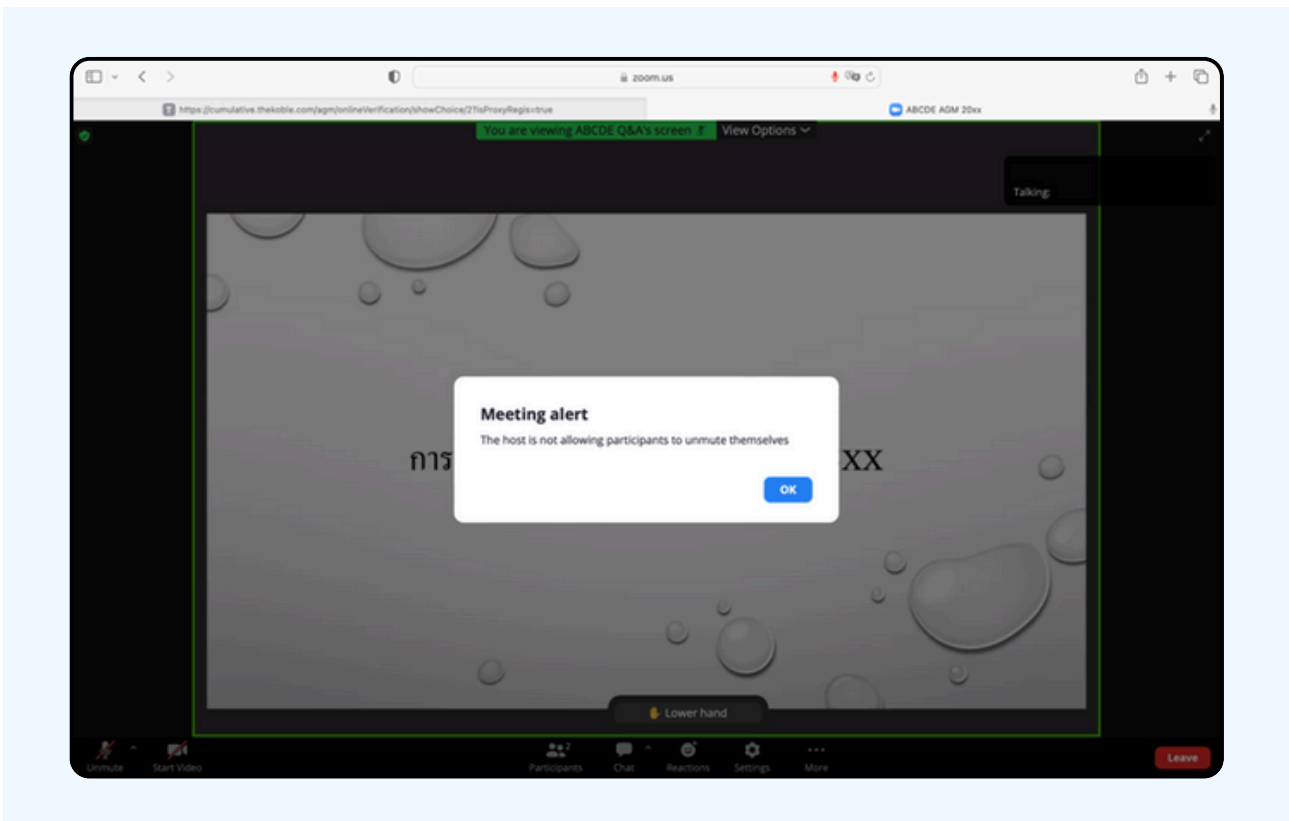 zoom.us
https://cumulative.thekoble.com/agm/onlineVerification/showChoice/2?isProxyRegis=true
ABCDE AGM 20xx
You are viewing ABCDE Q&A's screen
View Options
Talking:
Meeting alert
The host is not allowing participants to unmute themselves
การ
XX
OK
Lower hand
2
Unmute
Start Video
Participants
Chat
Reactions
Settings
More
Leave